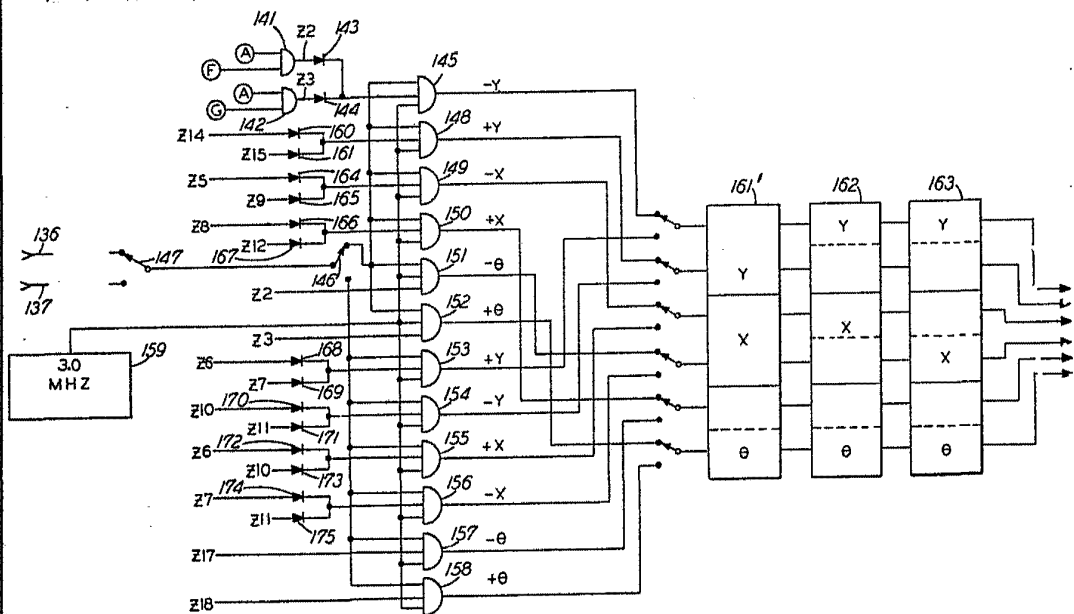 141
Z2
143
A
F
145
-Y
Z3
A
G
142
144
148
+Y
Z14
160
Z15
161
149
-X
Z5
164
Z9
165
150
+X
Z8
166
167
Z12
136
147
146
151
-θ
137
Z2
152
+θ
Z3
3.0
MHZ
159
Z6
168
153
+Y
Z7
169
Z10
170
154
-Y
Z11
171
Z6
172
155
+X
Z10
173
Z7
174
156
-X
Z11
175
157
-θ
Z17
158
+θ
Z18
161'
162
163
Y
Y
Y
X
X
X
θ
θ
θ